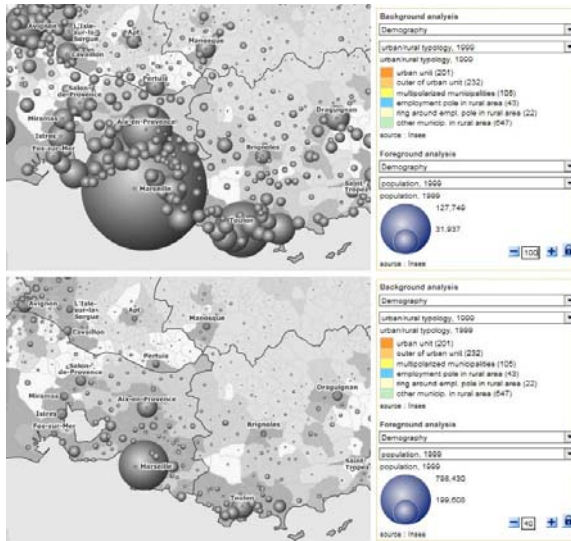 Avignon
L'Isle-
sur-la-
Sorgue
Cavaillon
Apt
Manosque
Pertuis
Salon-
de-Provence
Miramas
Istres
Fos-sur-Mer
Aix-en-Provence
Marseille
Toulon
Brignoles
Draguignan
Saint-
Tropez
Background analysis
Demography
urban/rural typology, 1999
urban/rural typology, 1999
urban unit (201)
outer of urban unit (232)
multipolarized municipalities (105)
employment pole in rural area (43)
ring around empl. pole in rural area (22)
other municip. in rural area (647)
source : Insee
Foreground analysis
Demography
population, 1999
population, 1999
127,749
31,937
100
source : Insee
Avignon
L'Isle-
sur-la-
Sorgue
Cavaillon
Apt
Manosque
Pertuis
Salon-
de-Provence
Miramas
Istres
Fos-sur-Mer
Aix-en-Provence
Marseille
Toulon
Brignoles
Draguignan
Saint-
Tropez
Background analysis
Demography
urban/rural typology, 1999
urban/rural typology, 1999
urban unit (201)
outer of urban unit (232)
multipolarized municipalities (105)
employment pole in rural area (43)
ring around empl. pole in rural area (22)
other municip. in rural area (647)
source : Insee
Foreground analysis
Demography
population, 1999
population, 1999
798,430
199,608
40
source : Insee